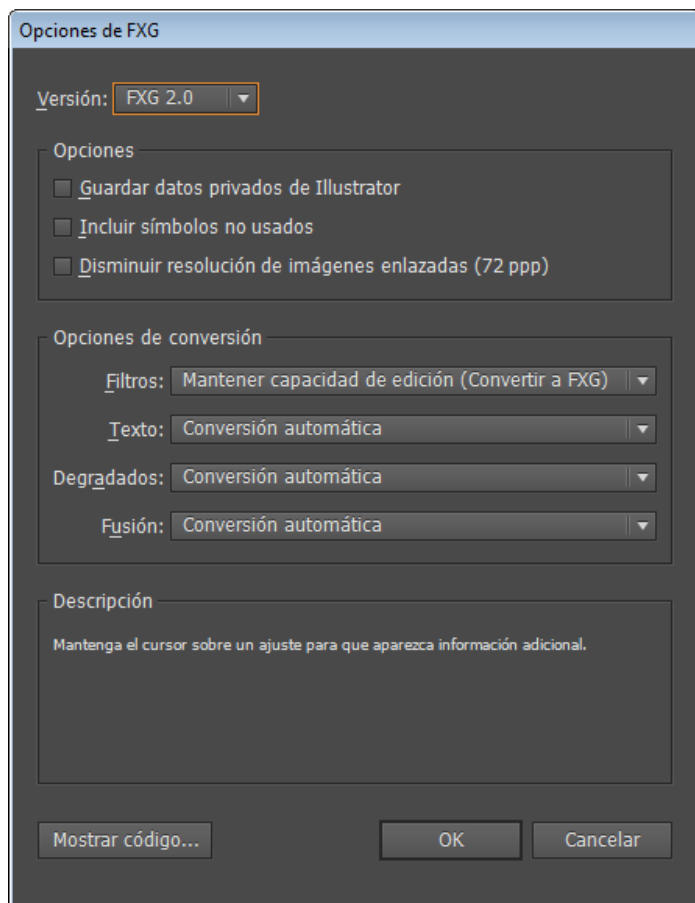 Opciones de FXG
Versión: FXG 2.0
Opciones
Guardar datos privados de Illustrator
Incluir símbolos no usados
Disminuir resolución de imágenes enlazadas (72 ppp)
Opciones de conversión
Filtros: Mantener capacidad de edición (Convertir a FXG)
Texto: Conversión automática
Degradados: Conversión automática
Fusión: Conversión automática
Descripción
Mantenga el cursor sobre un ajuste para que aparezca información adicional.
Mostrar código... OK Cancelar